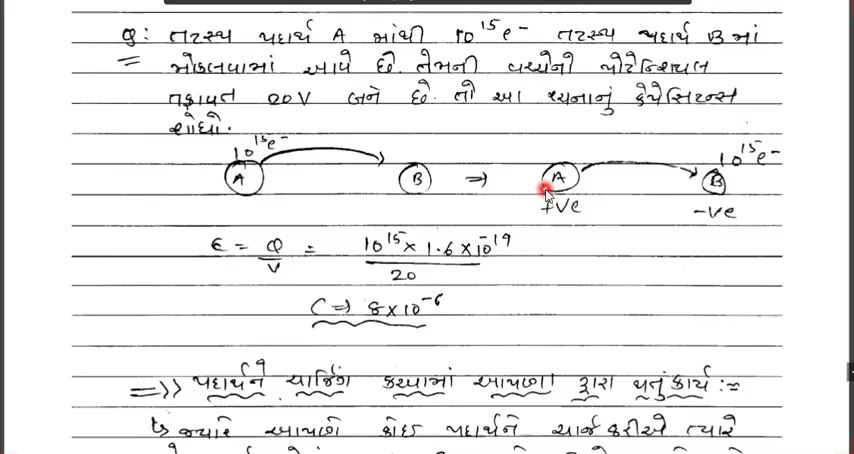 Q: તટસ્થ પદાર્થ A માંથી 10¹⁵e⁻ તટસ્થ પદાર્થ B માં
મોકલવામાં આવે છે. તેમની વચ્ચેનો પોટેન્શિયલ
તફાવત 20V બને છે. તો આ રચનાનું કેપેસિટન્સ
શોધો.
10¹⁵e⁻ 10¹⁵e⁻
A B ⇒ A B
+ve -ve
C = Q/V = 10¹⁵ × 1.6 × 10⁻¹⁹ / 20
C ⇒ 8×10⁻⁶
⇒>> પદાર્થને ચાર્જિંગ કરવામાં આપણા દ્વારા થતું કાર્ય :=
↳ જ્યારે આપણે કોઇ પદાર્થને ચાર્જ કરીએ ત્યારે